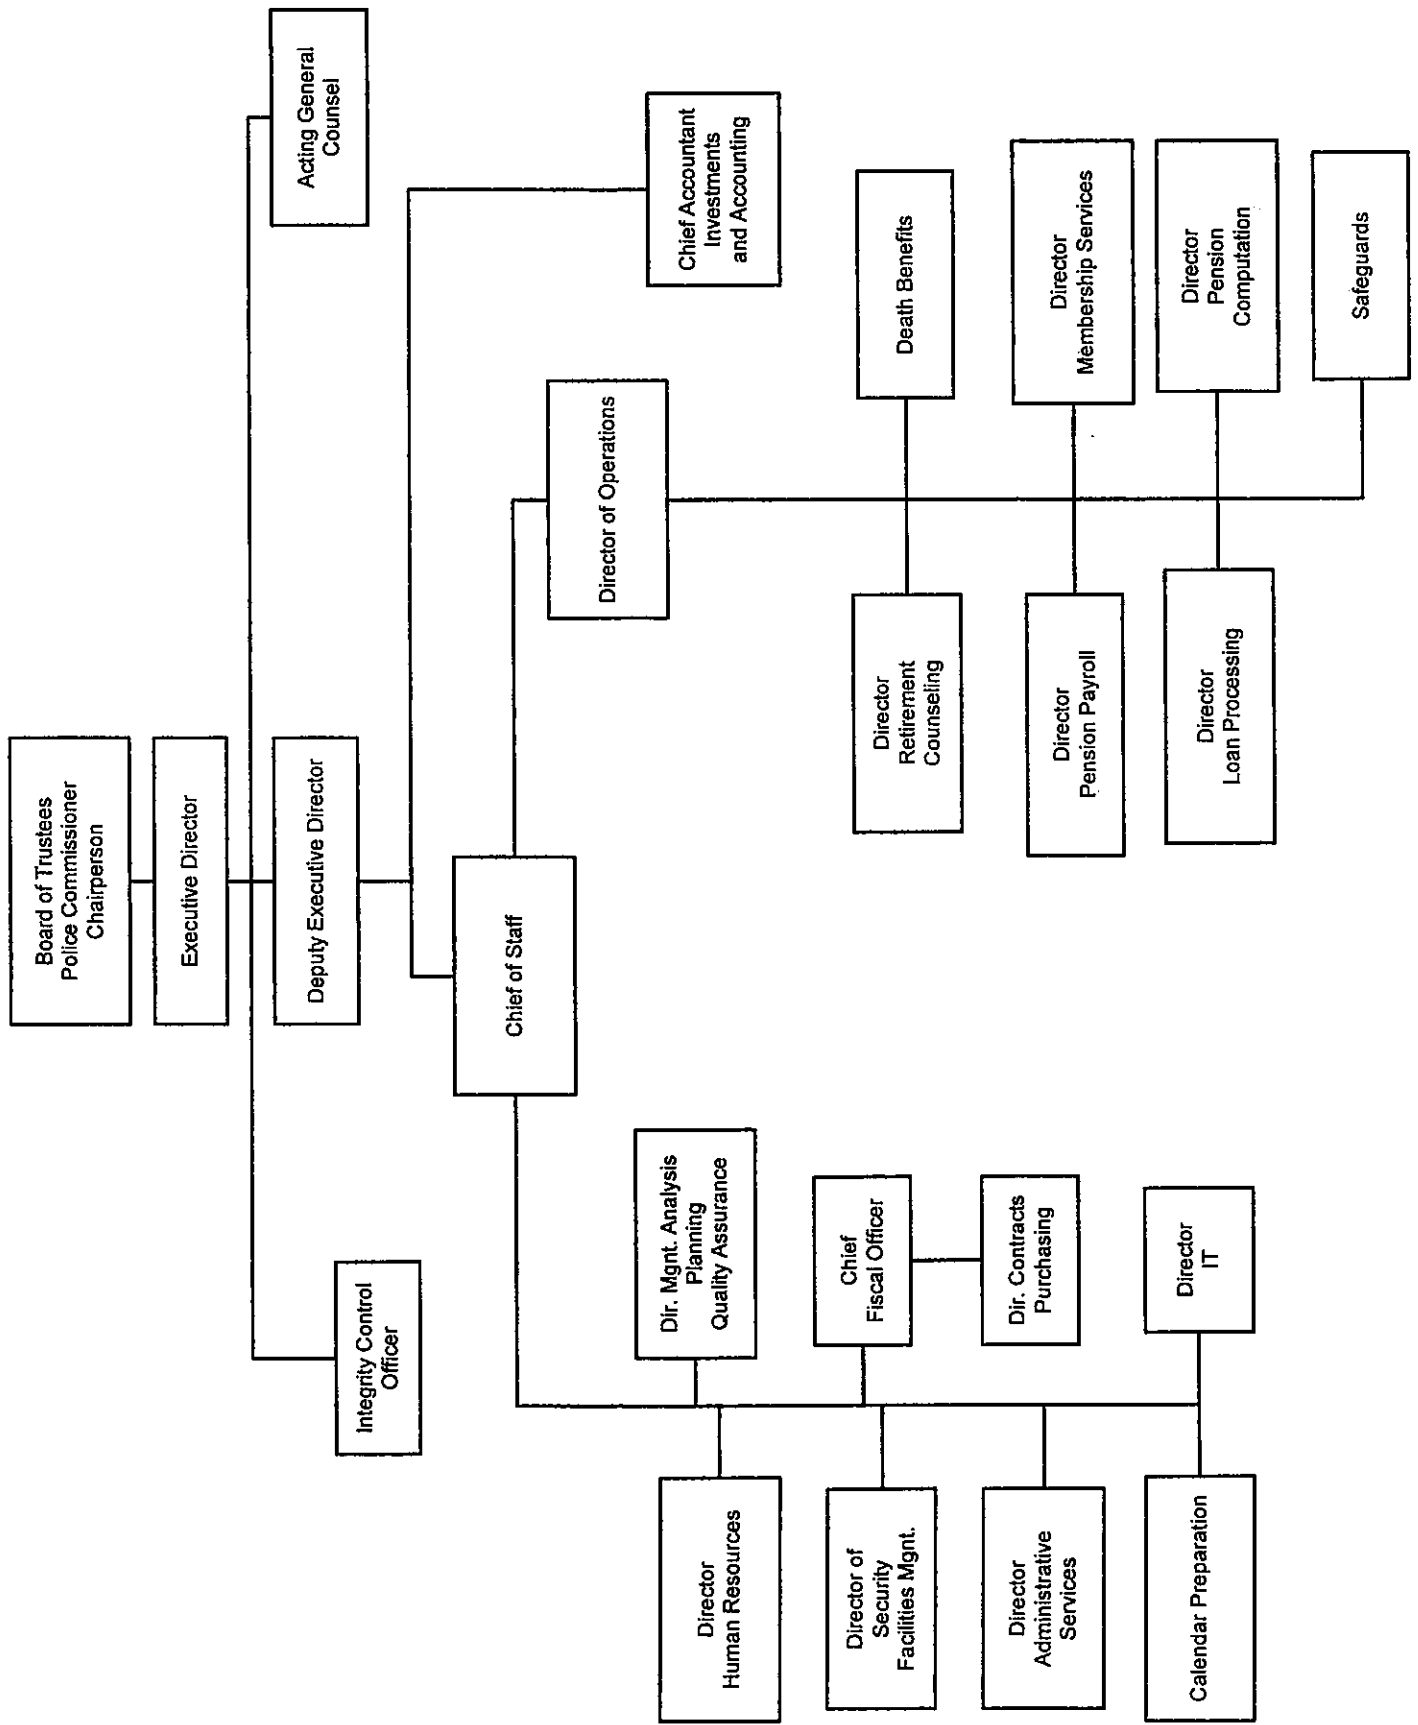 Board of Trustees
Police Commissioner
Chairperson
Executive Director
Deputy Executive Director
Integrity Control
Officer
Acting General
Counsel
Chief of Staff
Chief Accountant
Investments
and Accounting
Director of Operations
Director
Human Resources
Dir. Mgnt. Analysis
Planning
Quality Assurance
Director of
Security
Facilities Mgnt.
Chief
Fiscal Officer
Director
Administrative
Services
Dir. Contracts
Purchasing
Calendar Preparation
Director
IT
Director
Retirement
Counseling
Death Benefits
Director
Pension Payroll
Director
Membership Services
Director
Loan Processing
Director
Pension
Computation
Safeguards